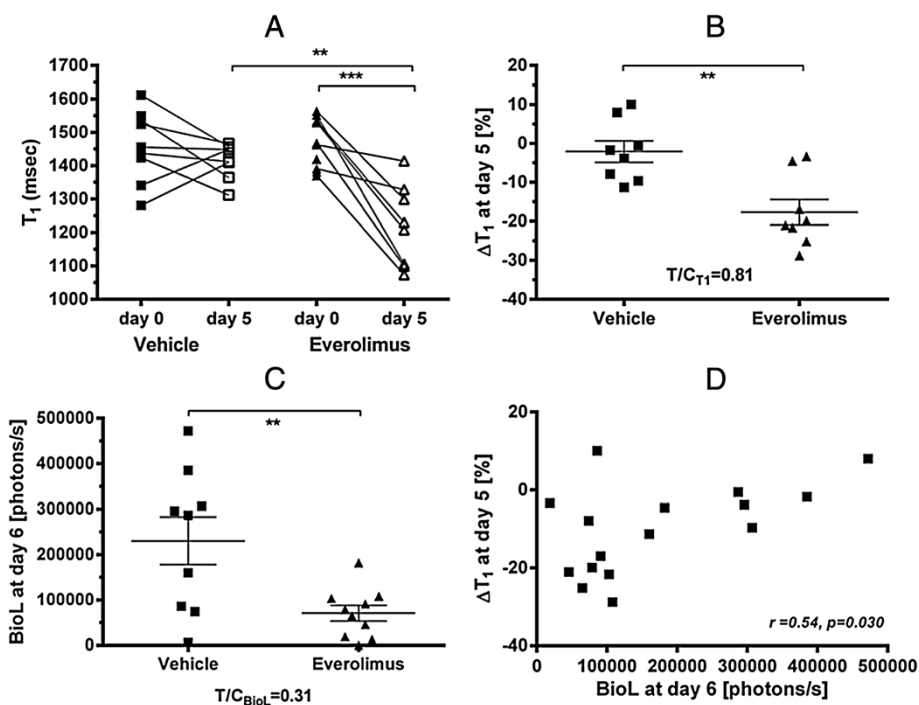 A
**
***
T1 (msec)
1700
1600
1500
1400
1300
1200
1100
1000
day 0 day 5 day 0 day 5
Vehicle Everolimus
B
**
ΔT1 at day 5 [%]
20
10
0
-10
-20
-30
-40
T/CT1=0.81
Vehicle Everolimus
C
**
BioL at day 6 [photons/s]
500000
400000
300000
200000
100000
0
Vehicle Everolimus
T/CBioL=0.31
D
ΔT1 at day 5 [%]
20
0
-20
-40
r =0.54, p=0.030
0 100000 200000 300000 400000 500000
BioL at day 6 [photons/s]